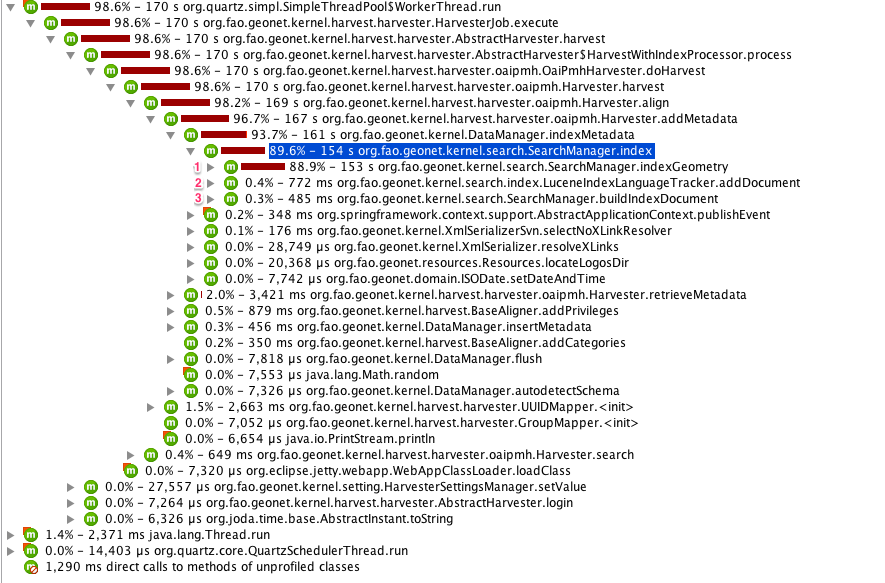 98.6% - 170 s org.quartz.simpl.SimpleThreadPool$WorkerThread.run
98.6% - 170 s org.fao.geonet.kernel.harvest.harvester.HarvesterJob.execute
98.6% - 170 s org.fao.geonet.kernel.harvest.harvester.AbstractHarvester.harvest
98.6% - 170 s org.fao.geonet.kernel.harvest.harvester.AbstractHarvester$HarvestWithIndexProcessor.process
98.6% - 170 s org.fao.geonet.kernel.harvest.harvester.oaipmh.OaiPmhHarvester.doHarvest
98.6% - 170 s org.fao.geonet.kernel.harvest.harvester.oaipmh.Harvester.harvest
98.2% - 169 s org.fao.geonet.kernel.harvest.harvester.oaipmh.Harvester.align
96.7% - 167 s org.fao.geonet.kernel.harvest.harvester.oaipmh.Harvester.addMetadata
93.7% - 161 s org.fao.geonet.kernel.DataManager.indexMetadata
89.6% - 154 s org.fao.geonet.kernel.search.SearchManager.index
1 88.9% - 153 s org.fao.geonet.kernel.search.SearchManager.indexGeometry
2 0.4% - 772 ms org.fao.geonet.kernel.search.index.LuceneIndexLanguageTracker.addDocument
3 0.3% - 485 ms org.fao.geonet.kernel.search.SearchManager.buildIndexDocument
0.2% - 348 ms org.springframework.context.support.AbstractApplicationContext.publishEvent
0.1% - 176 ms org.fao.geonet.kernel.XmlSerializerSvn.selectNoXLinkResolver
0.0% - 28,749 µs org.fao.geonet.kernel.XmlSerializer.resolveXLinks
0.0% - 20,368 µs org.fao.geonet.resources.Resources.locateLogosDir
0.0% - 7,742 µs org.fao.geonet.domain.ISODate.setDateAndTime
2.0% - 3,421 ms org.fao.geonet.kernel.harvest.harvester.oaipmh.Harvester.retrieveMetadata
0.5% - 879 ms org.fao.geonet.kernel.harvest.BaseAligner.addPrivileges
0.3% - 456 ms org.fao.geonet.kernel.DataManager.insertMetadata
0.2% - 350 ms org.fao.geonet.kernel.harvest.BaseAligner.addCategories
0.0% - 7,818 µs org.fao.geonet.kernel.DataManager.flush
0.0% - 7,553 µs java.lang.Math.random
0.0% - 7,326 µs org.fao.geonet.kernel.DataManager.autodetectSchema
1.5% - 2,663 ms org.fao.geonet.kernel.harvest.harvester.UUIDMapper.<init>
0.0% - 7,052 µs org.fao.geonet.kernel.harvest.harvester.GroupMapper.<init>
0.0% - 6,654 µs java.io.PrintStream.println
0.4% - 649 ms org.fao.geonet.kernel.harvest.harvester.oaipmh.Harvester.search
0.0% - 7,320 µs org.eclipse.jetty.webapp.WebAppClassLoader.loadClass
0.0% - 27,557 µs org.fao.geonet.kernel.setting.HarvesterSettingsManager.setValue
0.0% - 7,264 µs org.fao.geonet.kernel.harvest.harvester.AbstractHarvester.login
0.0% - 6,326 µs org.joda.time.base.AbstractInstant.toString
1.4% - 2,371 ms java.lang.Thread.run
0.0% - 14,403 µs org.quartz.core.QuartzSchedulerThread.run
1,290 ms direct calls to methods of unprofiled classes